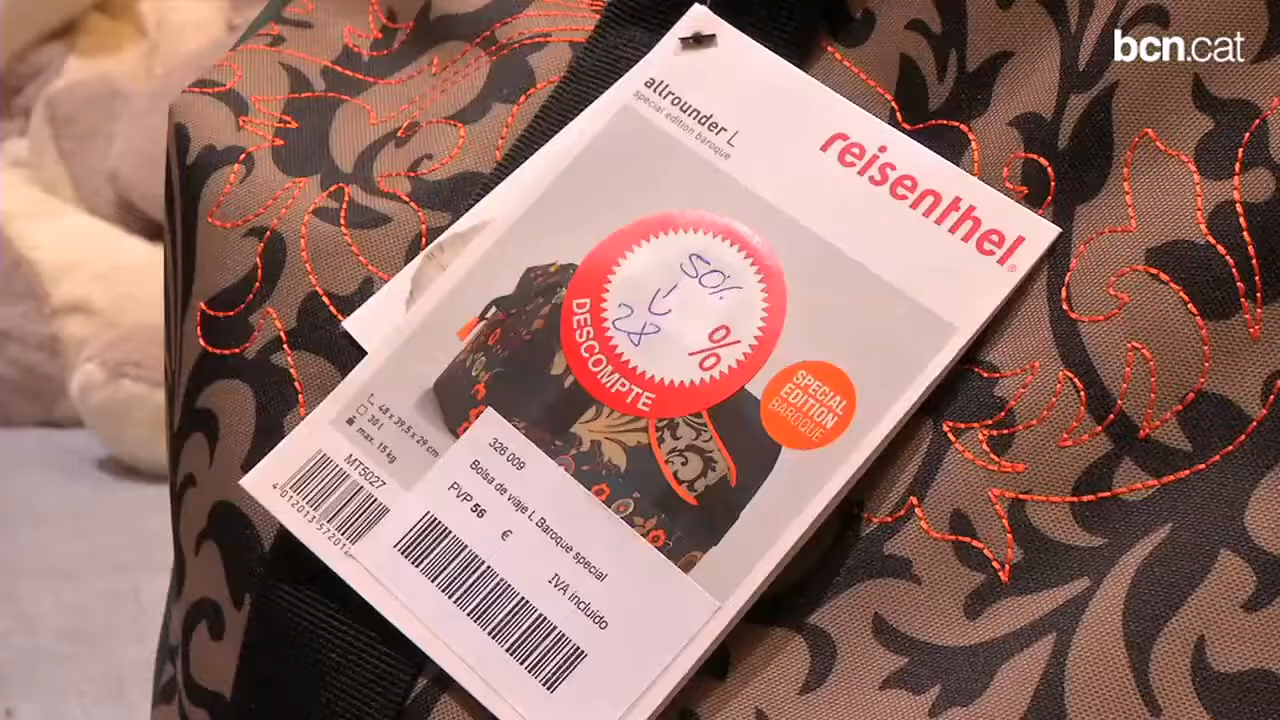 bcn.cat
allrounder L
special edition baroque
reisenthel®
50%
28
%
DESCOMPTE
SPECIAL
EDITION
BAROQUE
48 x 39,5 x 29 cm
30 l
max. 15 kg
MT5027
326 009
Bolsa de viaje L Baroque special
PVP 56 €
IVA incluido